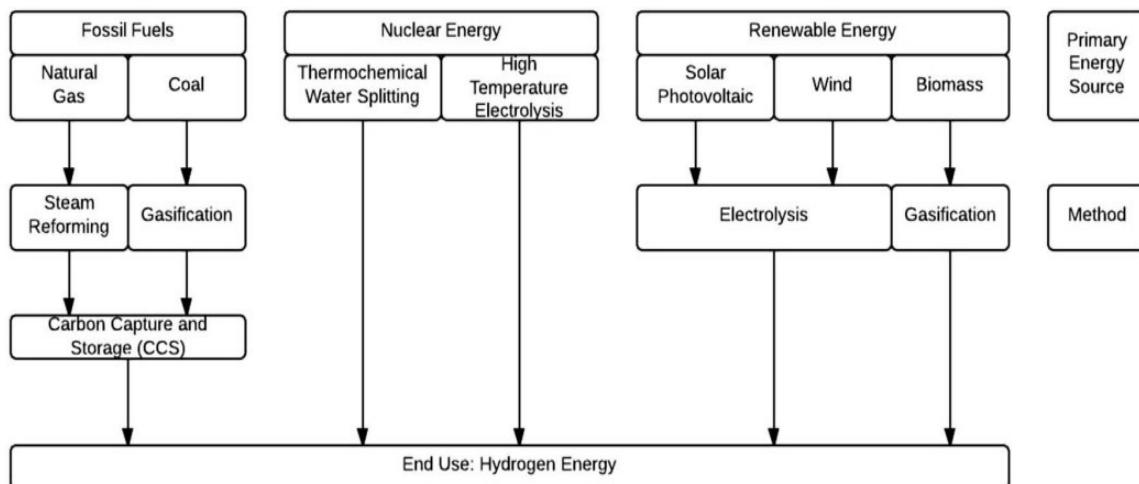 Fossil Fuels
Nuclear Energy
Renewable Energy
Primary
Energy
Source
Natural
Gas
Coal
Thermochemical
Water Splitting
High
Temperature
Electrolysis
Solar
Photovoltaic
Wind
Biomass
Steam
Reforming
Gasification
Electrolysis
Gasification
Method
Carbon Capture and
Storage (CCS)
End Use: Hydrogen Energy